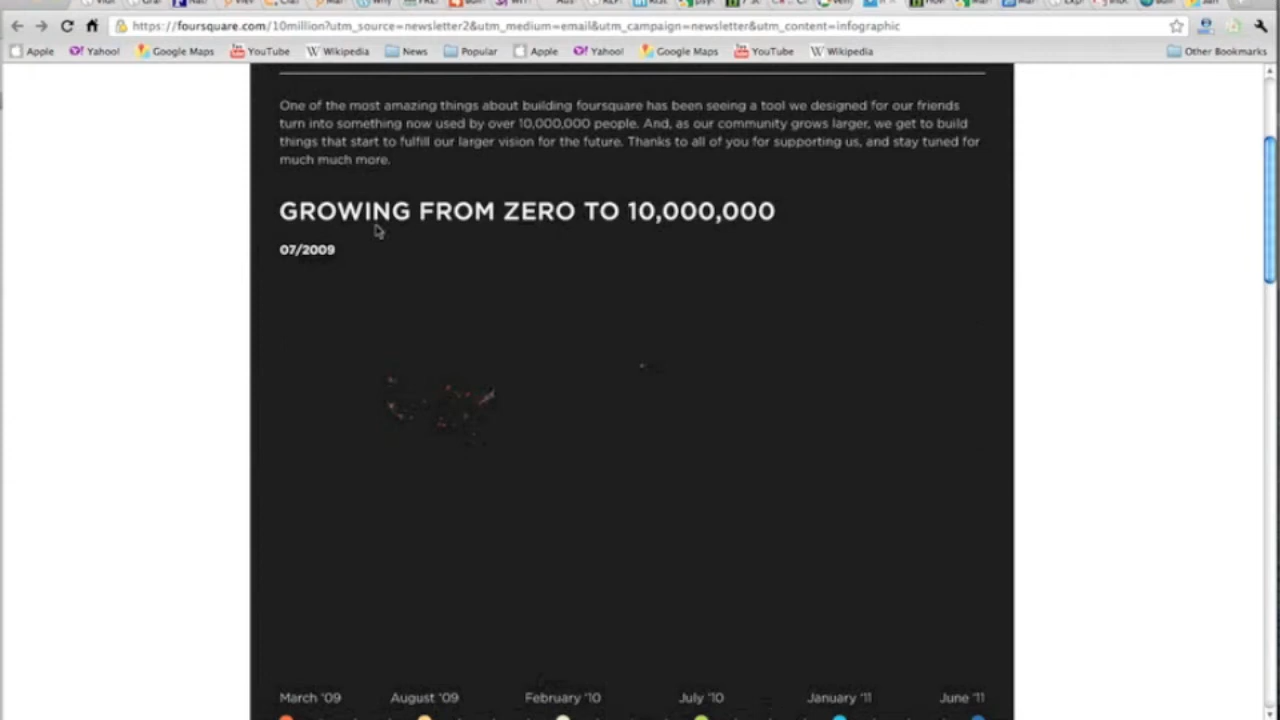 https://foursquare.com/10million?utm_source=newsletter2&utm_medium=email&utm_campaign=newsletter&utm_content=infographic
Apple Yahoo! Google Maps YouTube Wikipedia News Popular Apple Yahoo! Google Maps YouTube Wikipedia Other Bookmarks
One of the most amazing things about building foursquare has been seeing a tool we designed for our friends
turn into something now used by over 10,000,000 people. And, as our community grows larger, we get to build
things that start to fulfill our larger vision for the future. Thanks to all of you for supporting us, and stay tuned for
much much more.
GROWING FROM ZERO TO 10,000,000
07/2009
March '09 August '09 February '10 July '10 January '11 June '11